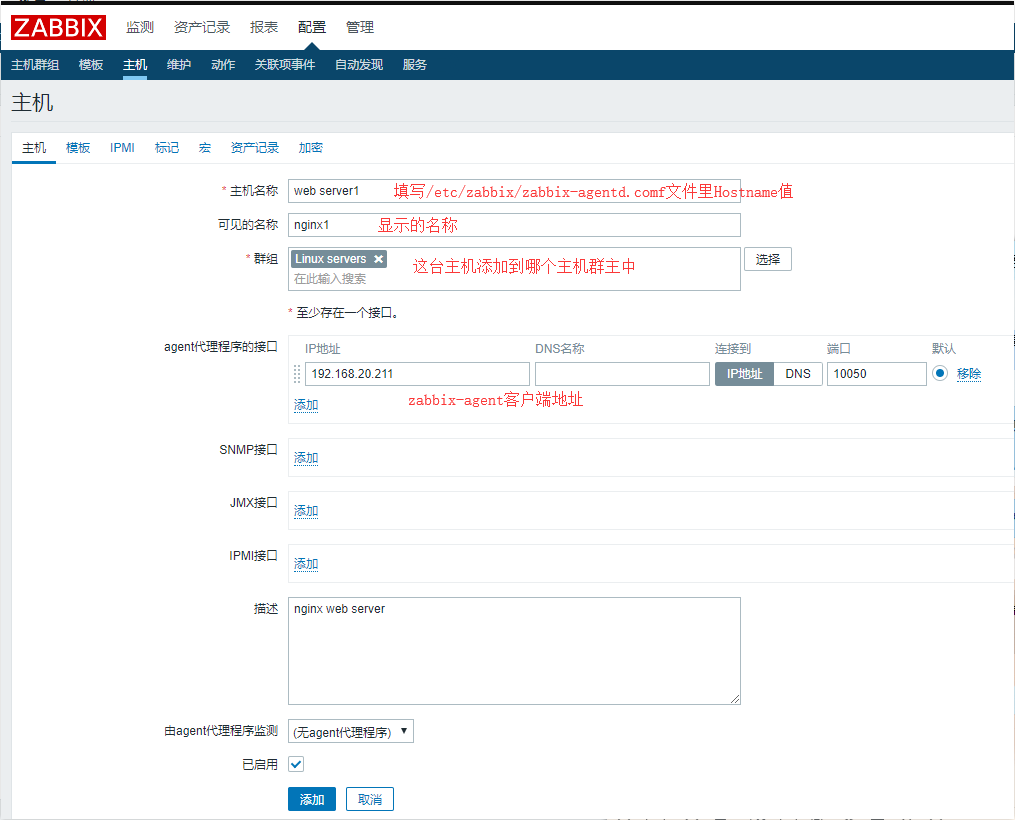 ZABBIX 监测 资产记录 报表 配置 管理
主机群组 模板 主机 维护 动作 关联项事件 自动发现 服务
主机
主机 模板 IPMI 标记 宏 资产记录 加密
* 主机名称 web server1 填写/etc/zabbix/zabbix-agentd.comf文件里Hostname值
可见的名称 nginx1 显示的名称
* 群组 Linux servers × 这台主机添加到哪个主机群主中 选择
在此输入搜索
* 至少存在一个接口。
agent代理程序的接口 IP地址 DNS名称 连接到 端口 默认
192.168.20.211 IP地址 DNS 10050 移除
添加 zabbix-agent客户端地址
SNMP接口 添加
JMX接口 添加
IPMI接口 添加
描述 nginx web server
由agent代理程序监测 (无agent代理程序)
已启用
添加 取消